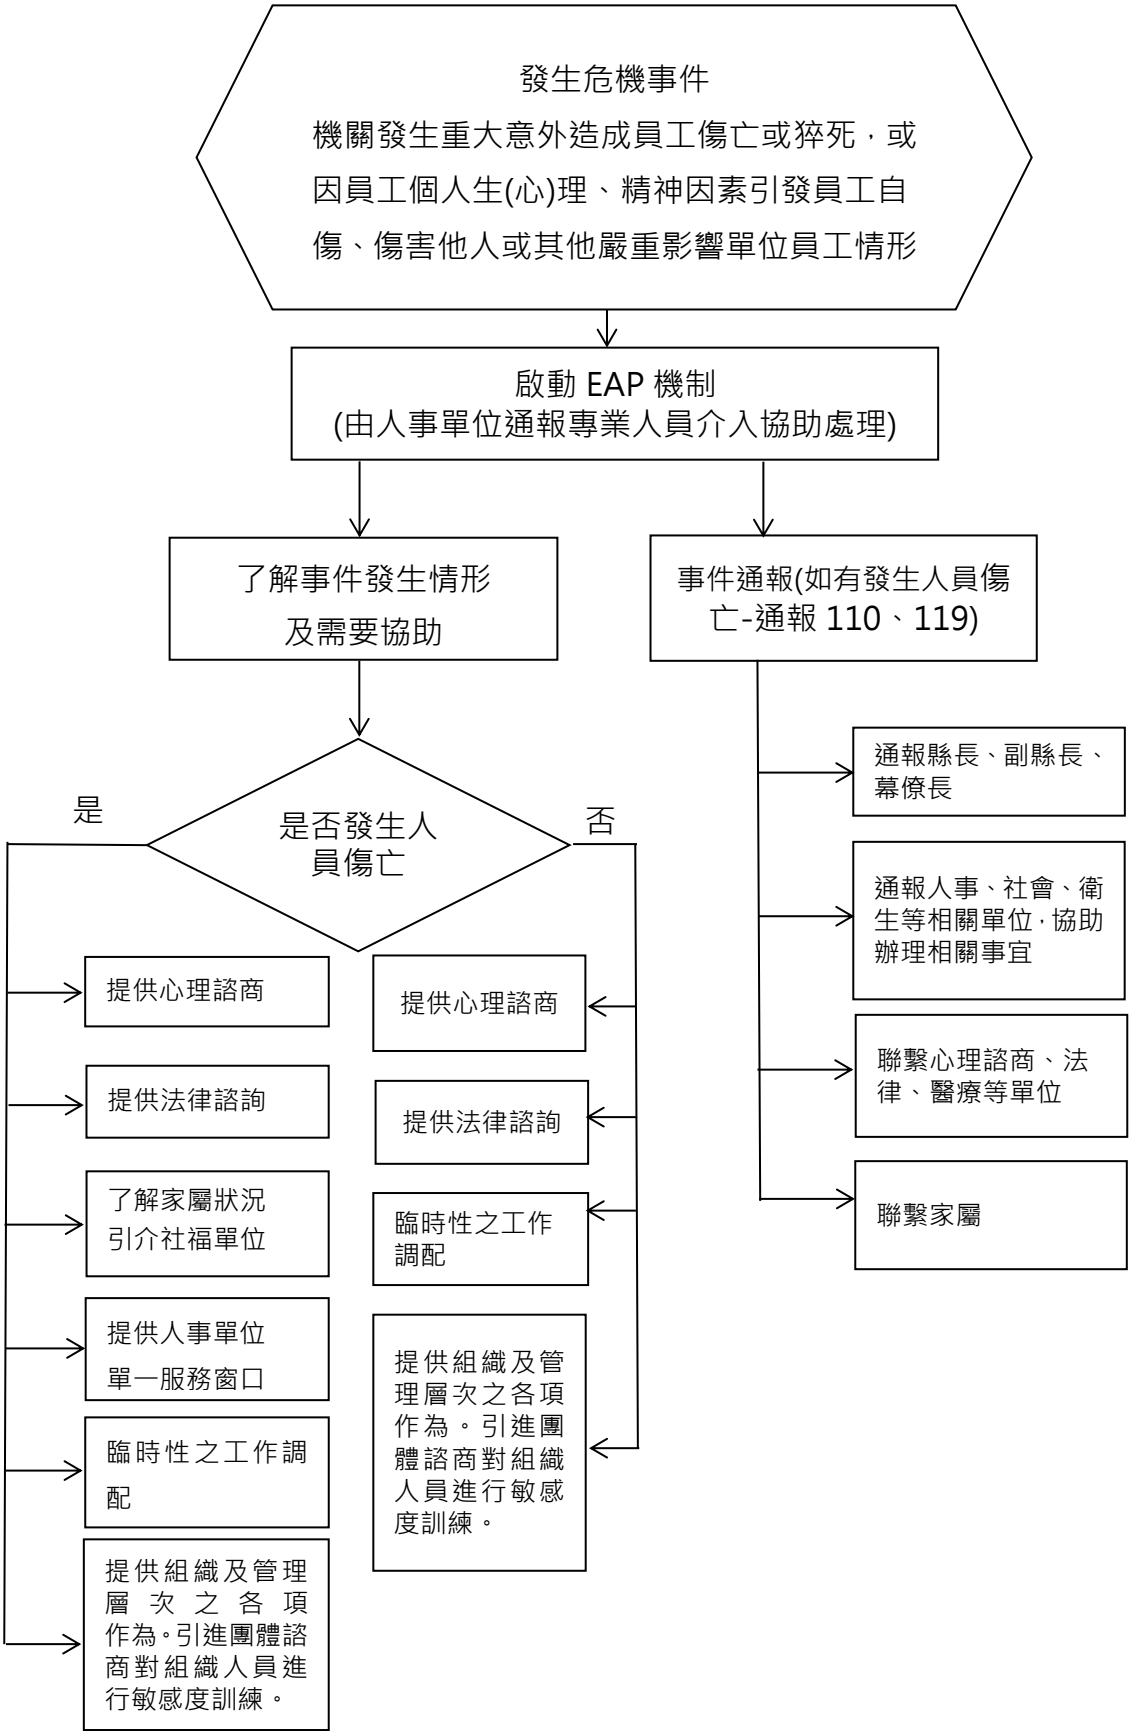 發生危機事件
機關發生重大意外造成員工傷亡或猝死，或
因員工個人生(心)理、精神因素引發員工自
傷、傷害他人或其他嚴重影響單位員工情形
啟動 EAP 機制
(由人事單位通報專業人員介入協助處理)
了解事件發生情形
及需要協助
事件通報(如有發生人員傷
亡-通報 110、119)
是否發生人
員傷亡
是
否
提供心理諮商
提供法律諮詢
了解家屬狀況
引介社福單位
提供人事單位
單一服務窗口
臨時性之工作調
配
提供組織及管理
層次之各項
作為。引進團體諮
商對組織人員進
行敏感度訓練。
提供心理諮商
提供法律諮詢
臨時性之工作
調配
提供組織及管
理層次之各項
作為。引進團
體諮商對組織
人員進行敏感
度訓練。
通報縣長、副縣長、
幕僚長
通報人事、社會、衛
生等相關單位，協助
辦理相關事宜
聯繫心理諮商、法
律、醫療等單位
聯繫家屬